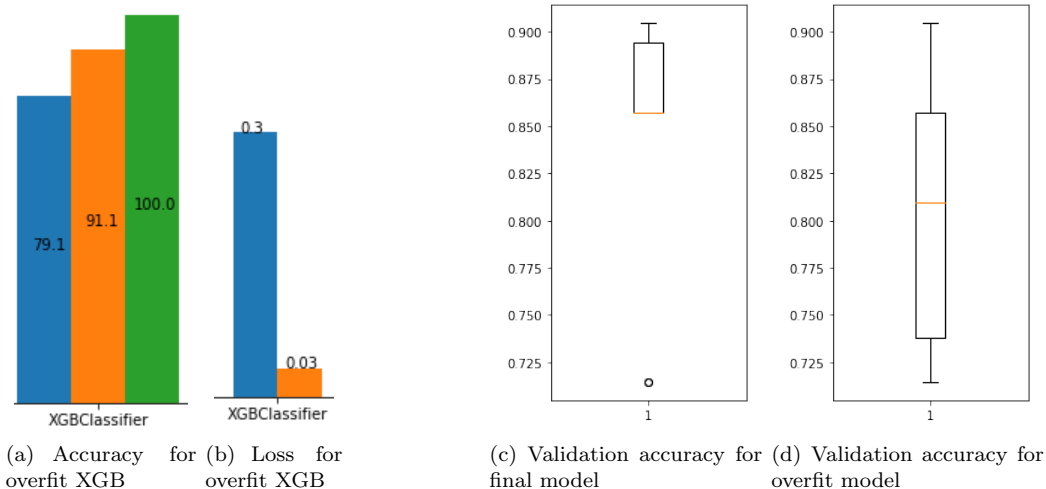 79.1
91.1
100.0
XGBClassifier
(a) Accuracy for
overfit XGB
0.3
0.03
XGBClassifier
(b) Loss for
overfit XGB
0.900
0.875
0.850
0.825
0.800
0.775
0.750
0.725
1
(c) Validation accuracy for
final model
0.900
0.875
0.850
0.825
0.800
0.775
0.750
0.725
1
(d) Validation accuracy for
overfit model